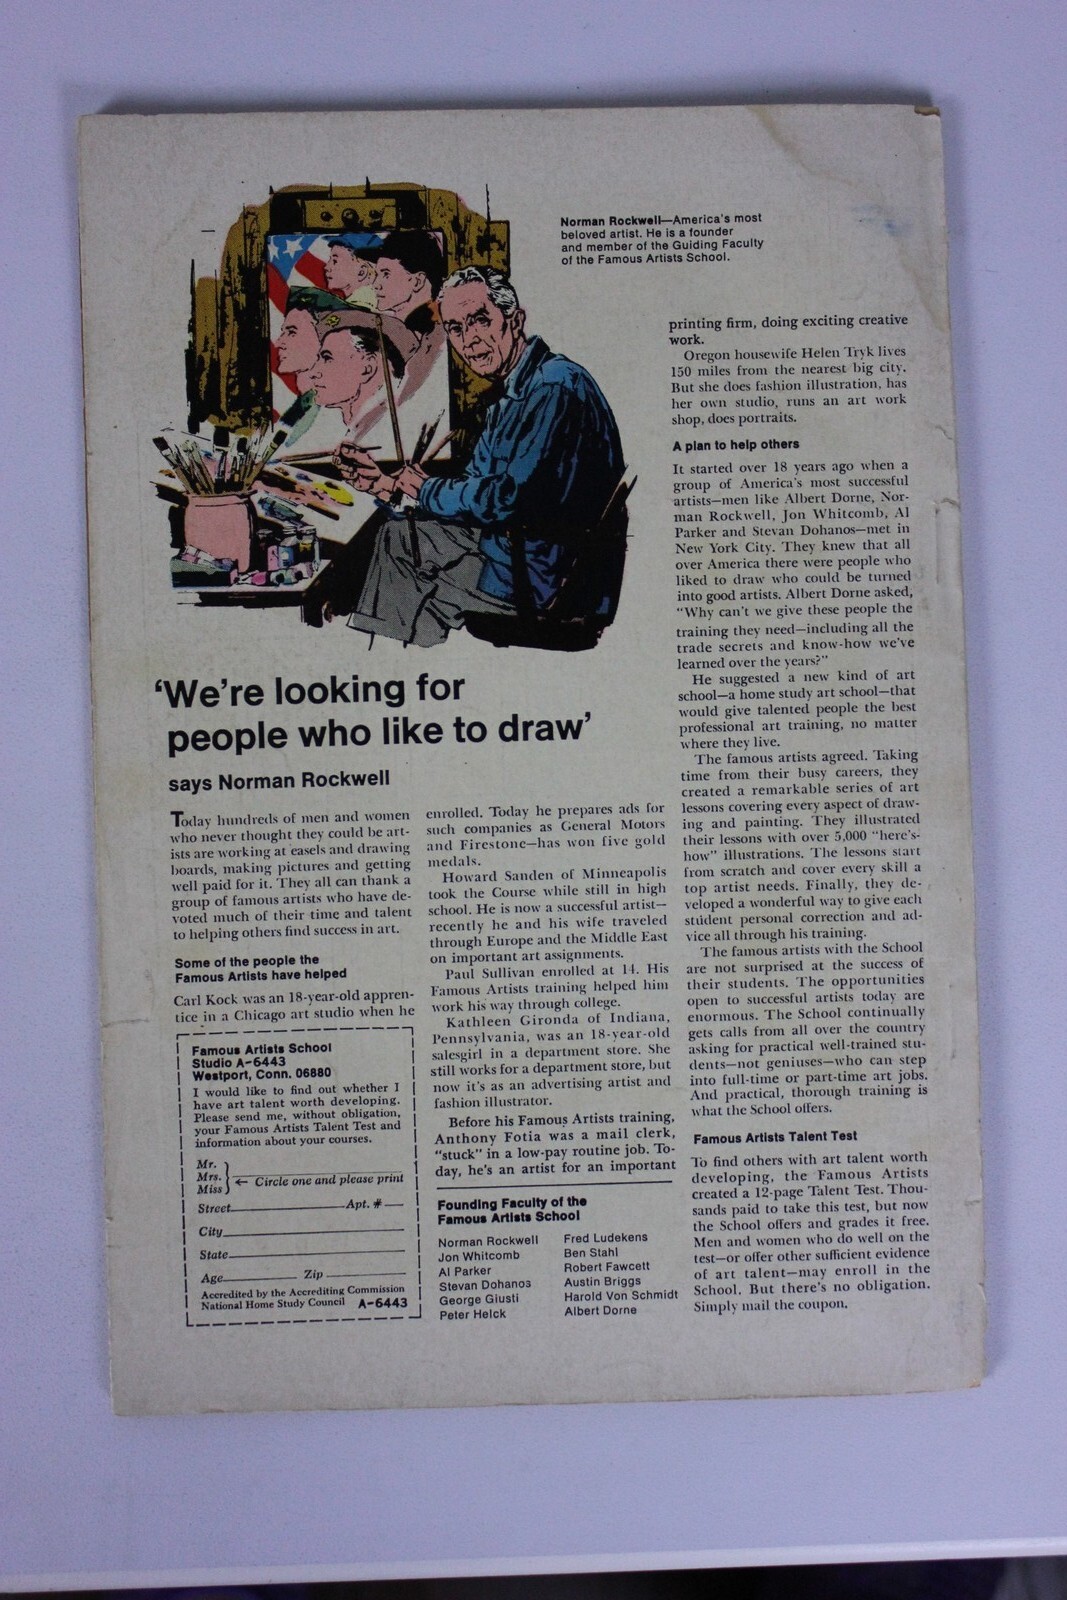 Norman Rockwell—America's most
beloved artist. He is a founder
and member of the Guiding Faculty
of the Famous Artists School.
'We're looking for
people who like to draw'
says Norman Rockwell
Today hundreds of men and women
who never thought they could be art-
ists are working at easels and drawing
boards, making pictures and getting
well paid for it. They all can thank a
group of famous artists who have de-
voted much of their time and talent
to helping others find success in art.
Some of the people the
Famous Artists have helped
Carl Kock was an 18-year-old appren-
tice in a Chicago art studio when he
enrolled. Today he prepares ads for
such companies as General Motors
and Firestone—has won five gold
medals.
Howard Sanden of Minneapolis
took the Course while still in high
school. He is now a successful artist—
recently he and his wife traveled
through Europe and the Middle East
on important art assignments.
Paul Sullivan enrolled at 14. His
Famous Artists training helped him
work his way through college.
Kathleen Gironda of Indiana,
Pennsylvania, was an 18-year-old
salesgirl in a department store. She
still works for a department store, but
now it's as an advertising artist and
fashion illustrator.
Before his Famous Artists training,
Anthony Fotia was a mail clerk,
"stuck" in a low-pay routine job. To-
day, he's an artist for an important
printing firm, doing exciting creative
work.
Oregon housewife Helen Tryk lives
150 miles from the nearest big city.
But she does fashion illustration, has
her own studio, runs an art work
shop, does portraits.
A plan to help others
It started over 18 years ago when a
group of America's most successful
artists—men like Albert Dorne, Nor-
man Rockwell, Jon Whitcomb, Al
Parker and Stevan Dohanos—met in
New York City. They knew that all
over America there were people who
liked to draw who could be turned
into good artists. Albert Dorne asked,
"Why can't we give these people the
training they need—including all the
trade secrets and know-how we've
learned over the years?"
He suggested a new kind of art
school—a home study art school—that
would give talented people the best
professional art training, no matter
where they live.
The famous artists agreed. Taking
time from their busy careers, they
created a remarkable series of art
lessons covering every aspect of draw-
ing and painting. They illustrated
their lessons with over 5,000 "here's-
how" illustrations. The lessons start
from scratch and cover every skill a
top artist needs. Finally, they de-
veloped a wonderful way to give each
student personal correction and ad-
vice all through his training.
The famous artists with the School
are not surprised at the success of
their students. The opportunities
open to successful artists today are
enormous. The School continually
gets calls from all over the country
asking for practical well-trained stu-
dents—not geniuses—who can step
into full-time or part-time art jobs.
And practical, thorough training is
what the School offers.
Famous Artists Talent Test
To find others with art talent worth
developing, the Famous Artists
created a 12-page Talent Test. Thou-
sands paid to take this test, but now
the School offers and grades it free.
Men and women who do well on the
test—or offer other sufficient evidence
of art talent—may enroll in the
School. But there's no obligation.
Simply mail the coupon.
Famous Artists School
Studio A-6443
Westport, Conn. 06880
I would like to find out whether I
have art talent worth developing.
Please send me, without obligation,
your Famous Artists Talent Test and
information about your courses.
Mr.
Mrs.
Miss
← Circle one and please print
Street Apt. #
City
State
Age Zip
Accredited by the Accrediting Commission
National Home Study Council A-6443
Founding Faculty of the
Famous Artists School
Norman Rockwell
Jon Whitcomb
Al Parker
Stevan Dohanos
George Giusti
Peter Helck
Fred Ludekens
Ben Stahl
Robert Fawcett
Austin Briggs
Harold Von Schmidt
Albert Dorne